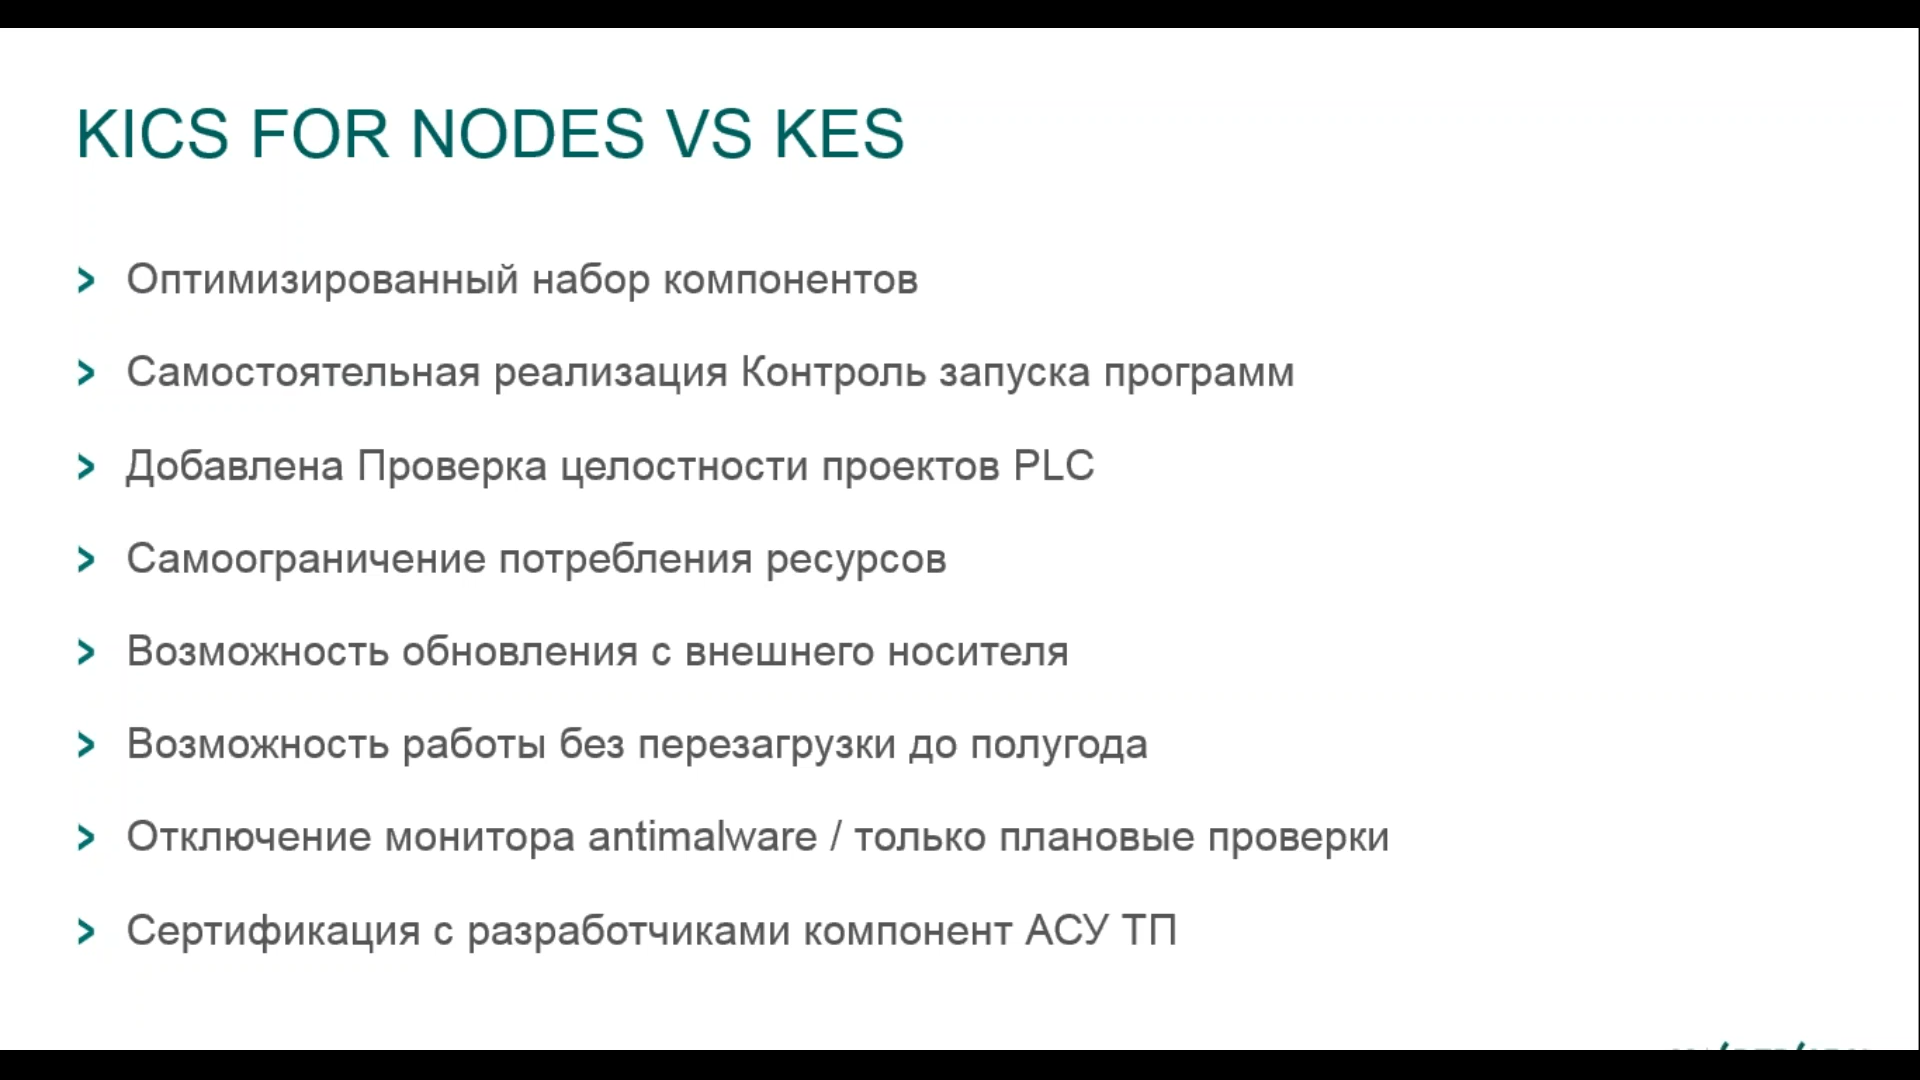 KICS FOR NODES VS KES
> Оптимизированный набор компонентов
> Самостоятельная реализация Контроль запуска программ
> Добавлена Проверка целостности проектов PLC
> Самоограничение потребления ресурсов
> Возможность обновления с внешнего носителя
> Возможность работы без перезагрузки до полугода
> Отключение монитора antimalware / только плановые проверки
> Сертификация с разработчиками компонент АСУ ТП